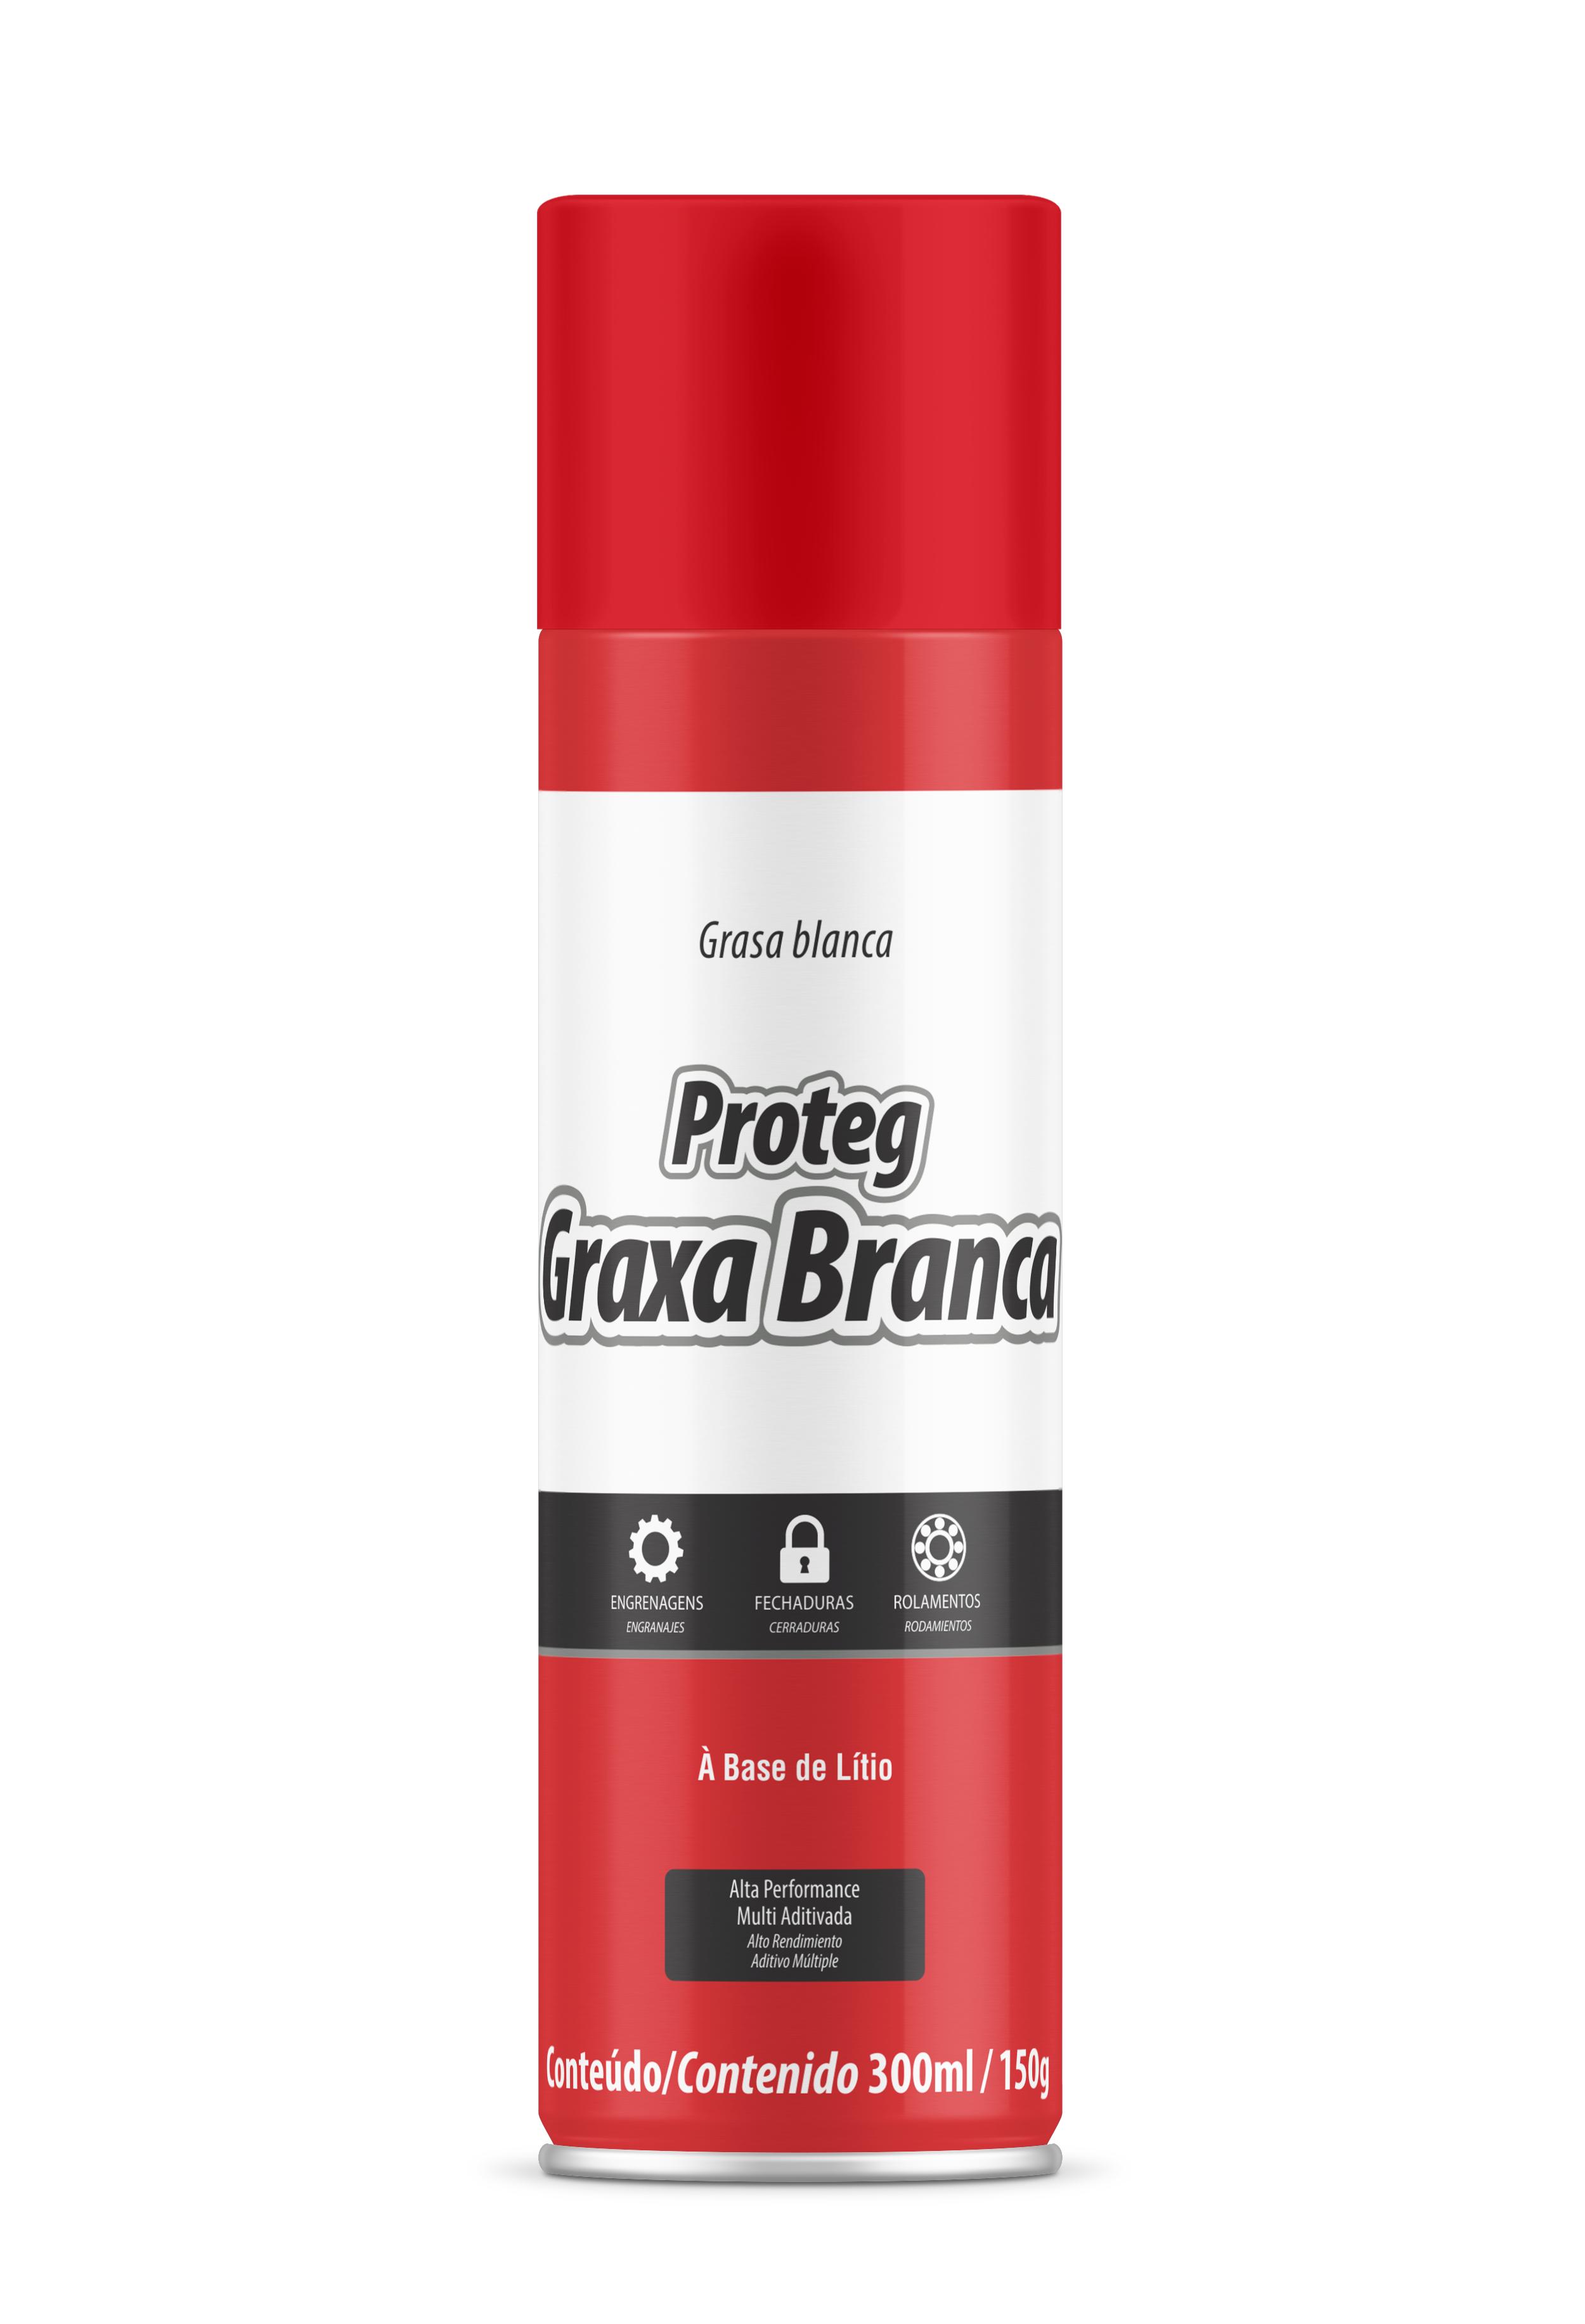 Grasa blanca
Proteg
Graxa Branca
ENGRENAGENS
ENGRANAJES
FECHADURAS
CERRADURAS
ROLAMENTOS
RODAMIENTOS
À Base de Lítio
Alta Performance
Multi Aditivada
Alto Rendimiento
Aditivo Múltiple
Conteúdo/Contenido 300ml / 150g